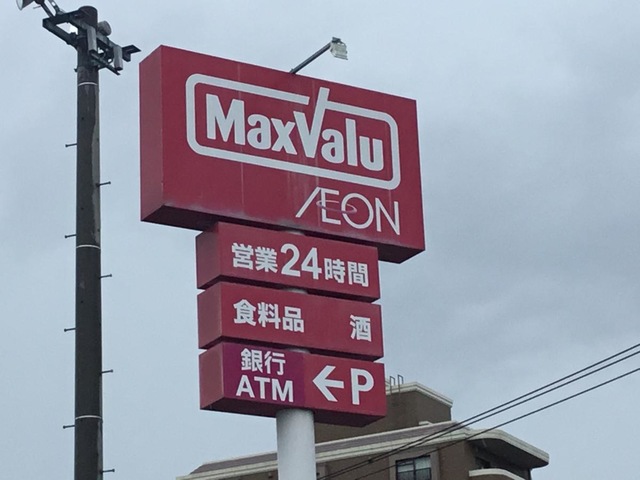 MaxValu
ÆON
営業24時間
食料品 酒
銀行
ATM ←P